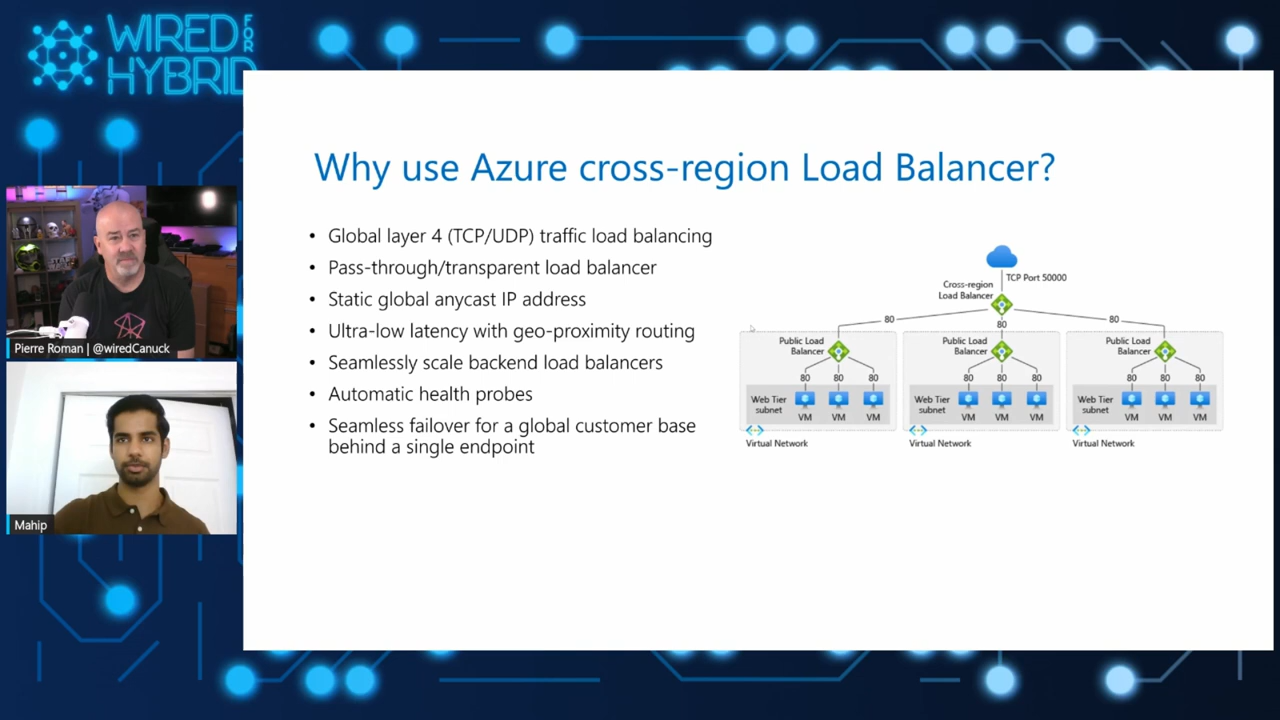 WIRED FOR
HYBRID
Why use Azure cross-region Load Balancer?
• Global layer 4 (TCP/UDP) traffic load balancing
• Pass-through/transparent load balancer
• Static global anycast IP address
• Ultra-low latency with geo-proximity routing
• Seamlessly scale backend load balancers
• Automatic health probes
• Seamless failover for a global customer base
behind a single endpoint
TCP Port 50000
Cross-region
Load Balancer
80
80
80
Public Load
Balancer
80 80 80
Web Tier
subnet
VM VM VM
Virtual Network
Public Load
Balancer
80 80 80
Web Tier
subnet
VM VM VM
Virtual Network
Public Load
Balancer
80 80 80
Web Tier
subnet
VM VM VM
Virtual Network
Pierre Roman | @wiredCanuck
Mahip